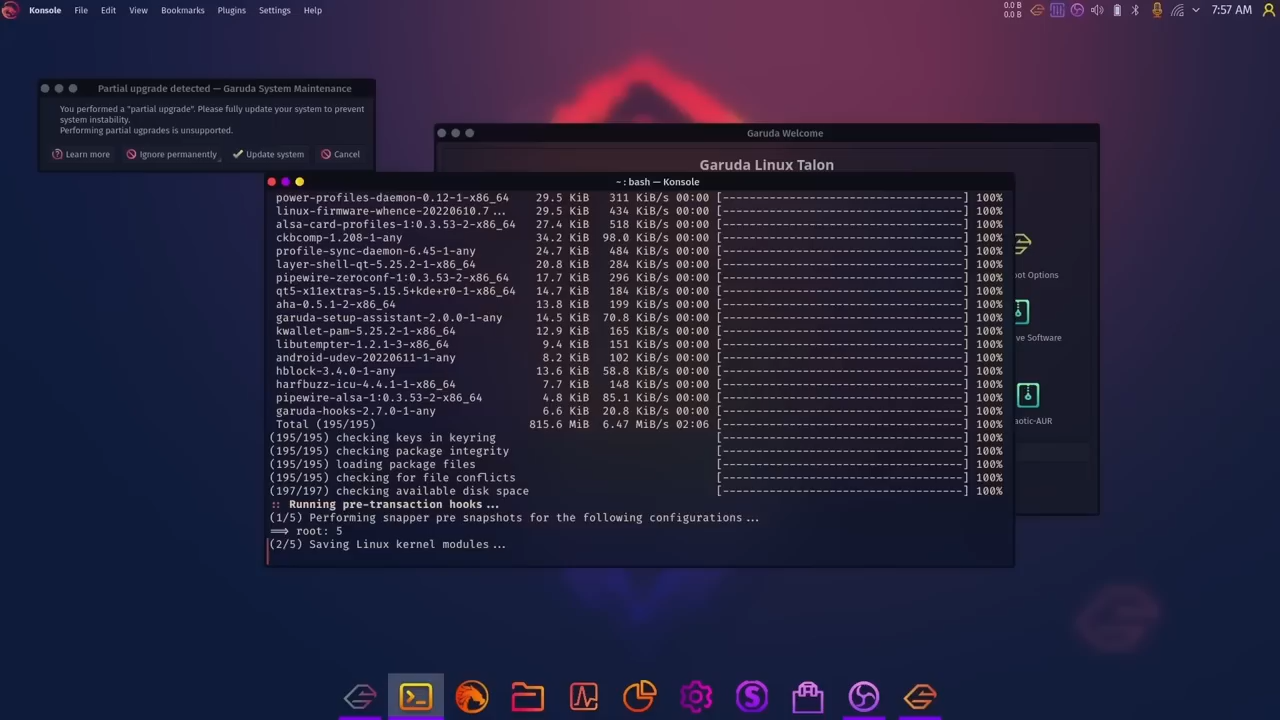 Konsole File Edit View Bookmarks Plugins Settings Help
0.0 B
0.0 B
7:57 AM
Partial upgrade detected — Garuda System Maintenance
You performed a "partial upgrade". Please fully update your system to prevent
system instability.
Performing partial ugprades is unsupported.
Learn more Ignore permanently Update system Cancel
Garuda Welcome
Garuda Linux Talon
oot Options
ve Software
aotic-AUR
~ : bash — Konsole
power-profiles-daemon-0.12-1-x86_64 29.5 KiB 311 KiB/s 00:00 [------------------------------------] 100%
linux-firmware-whence-20220610.7... 29.5 KiB 434 KiB/s 00:00 [------------------------------------] 100%
alsa-card-profiles-1:0.3.53-2-x86_64 27.4 KiB 518 KiB/s 00:00 [------------------------------------] 100%
ckbcomp-1.208-1-any 34.2 KiB 98.0 KiB/s 00:00 [------------------------------------] 100%
profile-sync-daemon-6.45-1-any 24.7 KiB 484 KiB/s 00:00 [------------------------------------] 100%
layer-shell-qt-5.25.2-1-x86_64 20.8 KiB 284 KiB/s 00:00 [------------------------------------] 100%
pipewire-zeroconf-1:0.3.53-2-x86_64 17.7 KiB 296 KiB/s 00:00 [------------------------------------] 100%
qt5-x11extras-5.15.5+kde+r0-1-x86_64 14.7 KiB 184 KiB/s 00:00 [------------------------------------] 100%
aha-0.5.1-2-x86_64 13.8 KiB 199 KiB/s 00:00 [------------------------------------] 100%
garuda-setup-assistant-2.0.0-1-any 14.5 KiB 70.8 KiB/s 00:00 [------------------------------------] 100%
kwallet-pam-5.25.2-1-x86_64 12.9 KiB 165 KiB/s 00:00 [------------------------------------] 100%
libutempter-1.2.1-3-x86_64 9.4 KiB 151 KiB/s 00:00 [------------------------------------] 100%
android-udev-20220611-1-any 8.2 KiB 102 KiB/s 00:00 [------------------------------------] 100%
hblock-3.4.0-1-any 13.6 KiB 58.8 KiB/s 00:00 [------------------------------------] 100%
harfbuzz-icu-4.4.1-1-x86_64 7.7 KiB 148 KiB/s 00:00 [------------------------------------] 100%
pipewire-alsa-1:0.3.53-2-x86_64 4.8 KiB 85.1 KiB/s 00:00 [------------------------------------] 100%
garuda-hooks-2.7.0-1-any 6.6 KiB 20.8 KiB/s 00:00 [------------------------------------] 100%
Total (195/195) 815.6 MiB 6.47 MiB/s 02:06 [------------------------------------] 100%
(195/195) checking keys in keyring [------------------------------------] 100%
(195/195) checking package integrity [------------------------------------] 100%
(195/195) loading package files [------------------------------------] 100%
(195/195) checking for file conflicts [------------------------------------] 100%
(197/197) checking available disk space [------------------------------------] 100%
:: Running pre-transaction hooks...
(1/5) Performing snapper pre snapshots for the following configurations...
==> root: 5
(2/5) Saving Linux kernel modules...